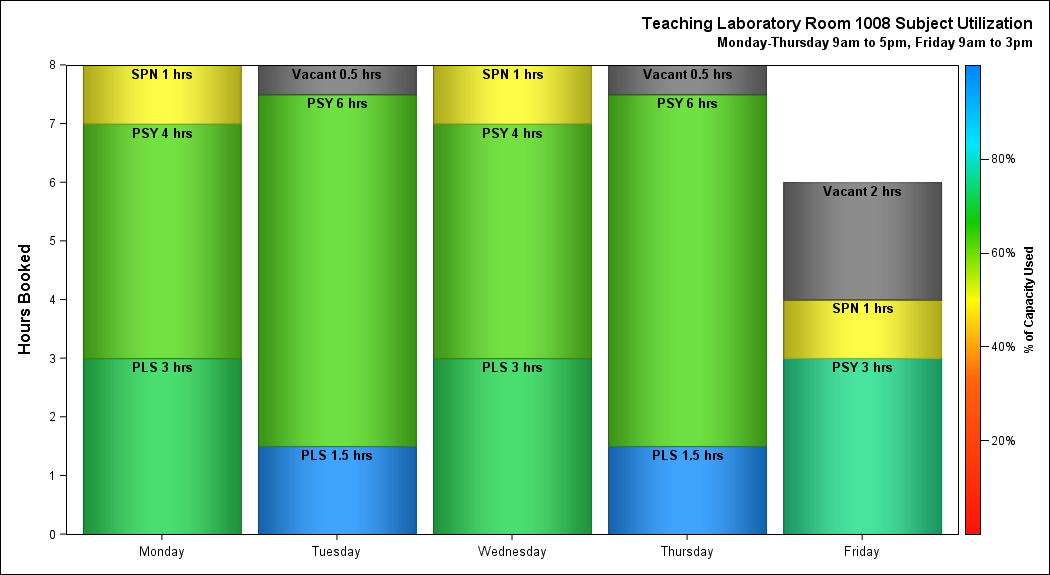 Teaching Laboratory Room 1008 Subject Utilization
Monday-Thursday 9am to 5pm, Friday 9am to 3pm
Hours Booked
8
7
6
5
4
3
2
1
0
SPN 1 hrs
PSY 4 hrs
PLS 3 hrs
Vacant 0.5 hrs
PSY 6 hrs
PLS 1.5 hrs
SPN 1 hrs
PSY 4 hrs
PLS 3 hrs
Vacant 0.5 hrs
PSY 6 hrs
PLS 1.5 hrs
Vacant 2 hrs
SPN 1 hrs
PSY 3 hrs
Monday
Tuesday
Wednesday
Thursday
Friday
80%
60%
40%
20%
% of Capacity Used